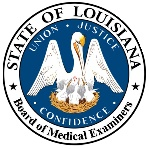 STATE OF LOUISIANA
UNION · JUSTICE
CONFIDENCE
Board of Medical Examiners